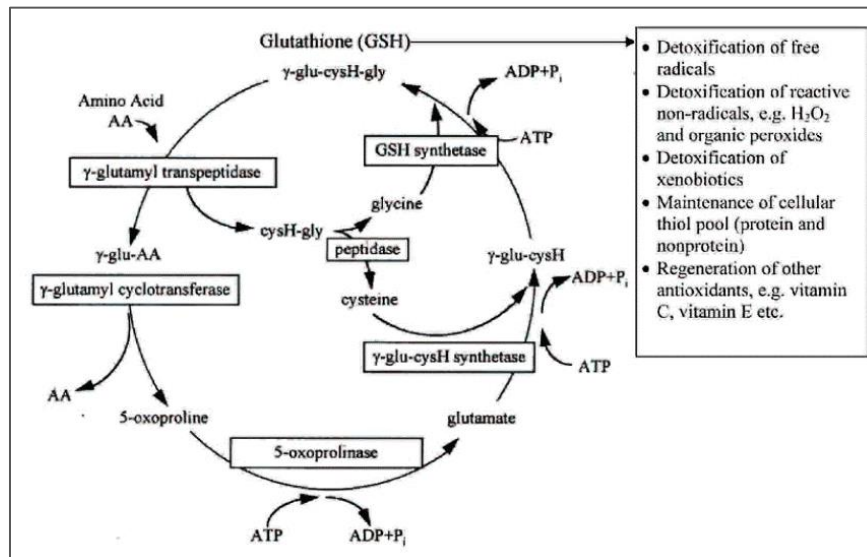 Glutathione (GSH)
γ-glu-cysH-gly
ADP+Pi
Amino Acid
AA
ATP
GSH synthetase
γ-glutamyl transpeptidase
glycine
cysH-gly
peptidase
γ-glu-AA
γ-glu-cysH
ADP+Pi
γ-glutamyl cyclotransferase
cysteine
γ-glu-cysH synthetase
ATP
AA
5-oxoproline
glutamate
5-oxoprolinase
ATP
ADP+Pi
• Detoxification of free
radicals
• Detoxification of reactive
non-radicals, e.g. H₂O₂
and organic peroxides
• Detoxification of
xenobiotics
• Maintenance of cellular
thiol pool (protein and
nonprotein)
• Regeneration of other
antioxidants, e.g. vitamin
C, vitamin E etc.